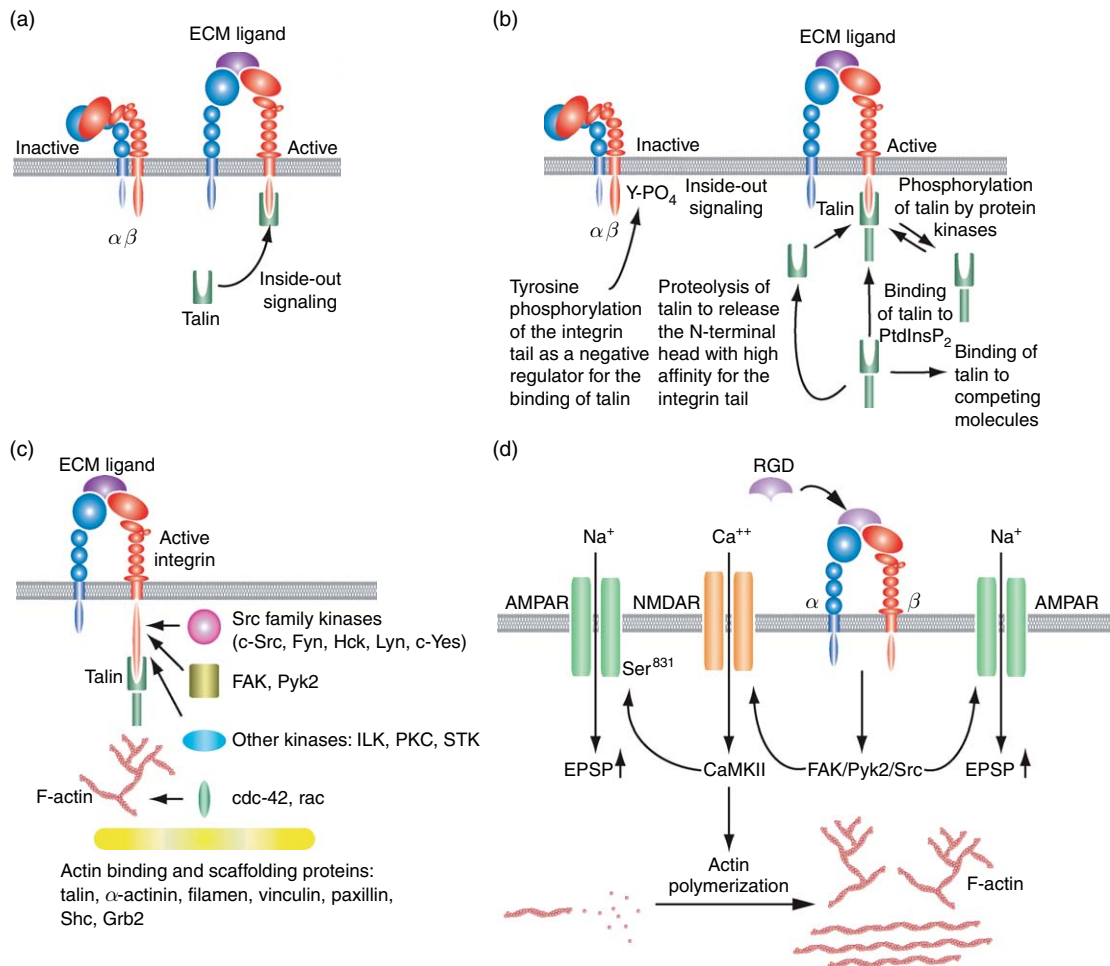 (a)
ECM ligand
Inactive
Active
α β
Talin
Inside-out
signaling
(b)
ECM ligand
Inactive
Active
Y-PO4
Inside-out
signaling
α β
Talin
Phosphorylation
of talin by protein
kinases
Tyrosine
phosphorylation
of the integrin
tail as a negative
regulator for the
binding of talin
Proteolysis of
talin to release
the N-terminal
head with high
affinity for the
integrin tail
Binding
of talin to
PtdInsP2
Binding of
talin to
competing
molecules
(c)
ECM ligand
Active
integrin
Talin
Src family kinases
(c-Src, Fyn, Hck, Lyn, c-Yes)
FAK, Pyk2
Other kinases: ILK, PKC, STK
F-actin
cdc-42, rac
Actin binding and scaffolding proteins:
talin, α-actinin, filamen, vinculin, paxillin,
Shc, Grb2
(d)
RGD
Na+
Ca++
Na+
AMPAR
NMDAR
α
β
AMPAR
Ser831
EPSP
CaMKII
FAK/Pyk2/Src
EPSP
Actin
polymerization
F-actin